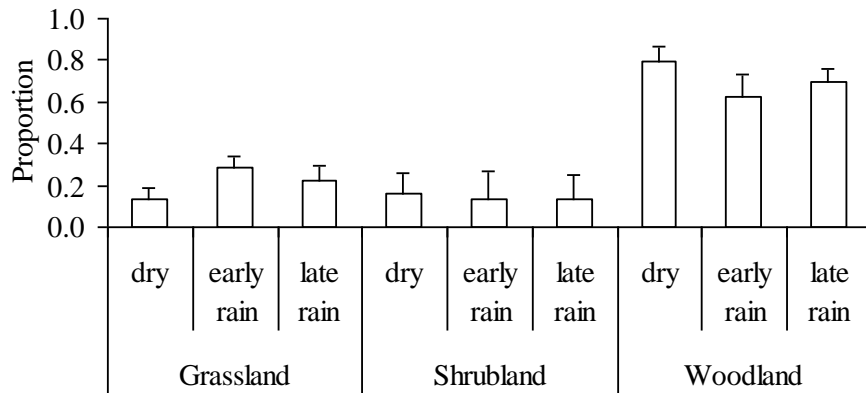 Proportion
1.0
0.8
0.6
0.4
0.2
0.0
dry
early
rain
late
rain
dry
early
rain
late
rain
dry
early
rain
late
rain
Grassland
Shrubland
Woodland